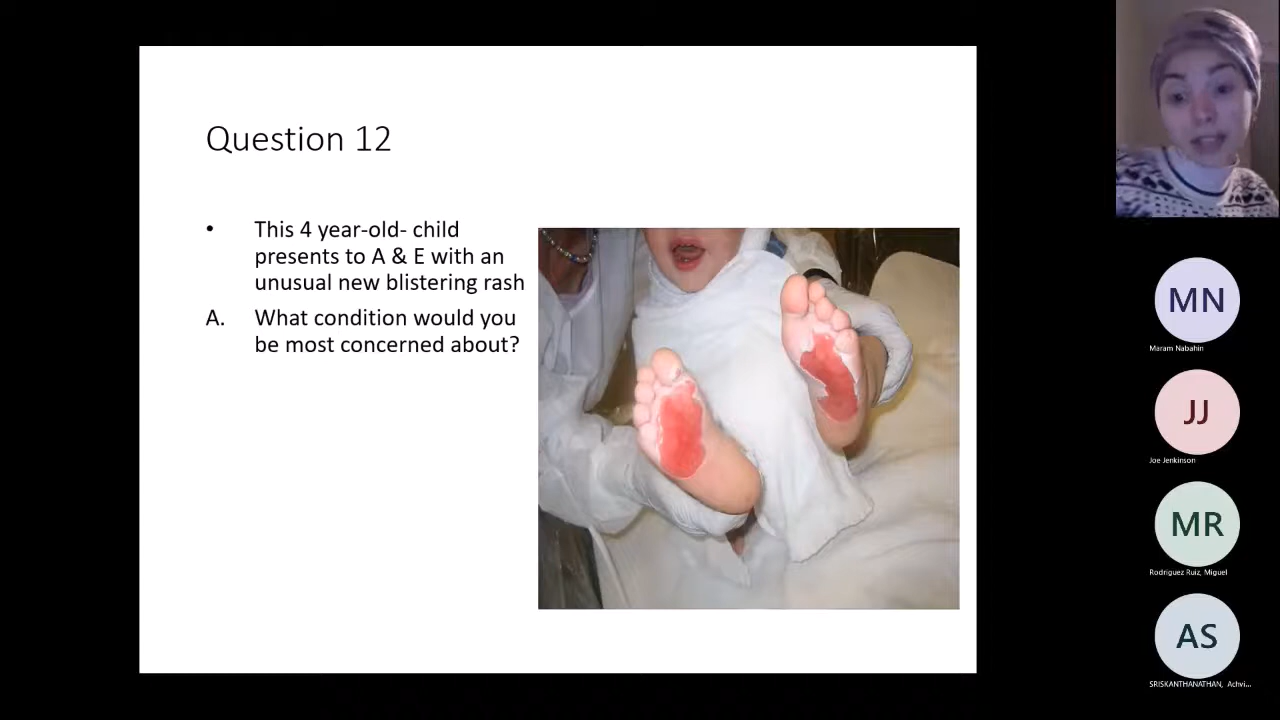 Question 12
• This 4 year-old- child
presents to A & E with an
unusual new blistering rash
A. What condition would you
be most concerned about?
MN
Maram Nabahin
JJ
Joe Jenkinson
MR
Rodriguez Ruiz, Miguel
AS
SRISKANTHANATHAN, Achvi...